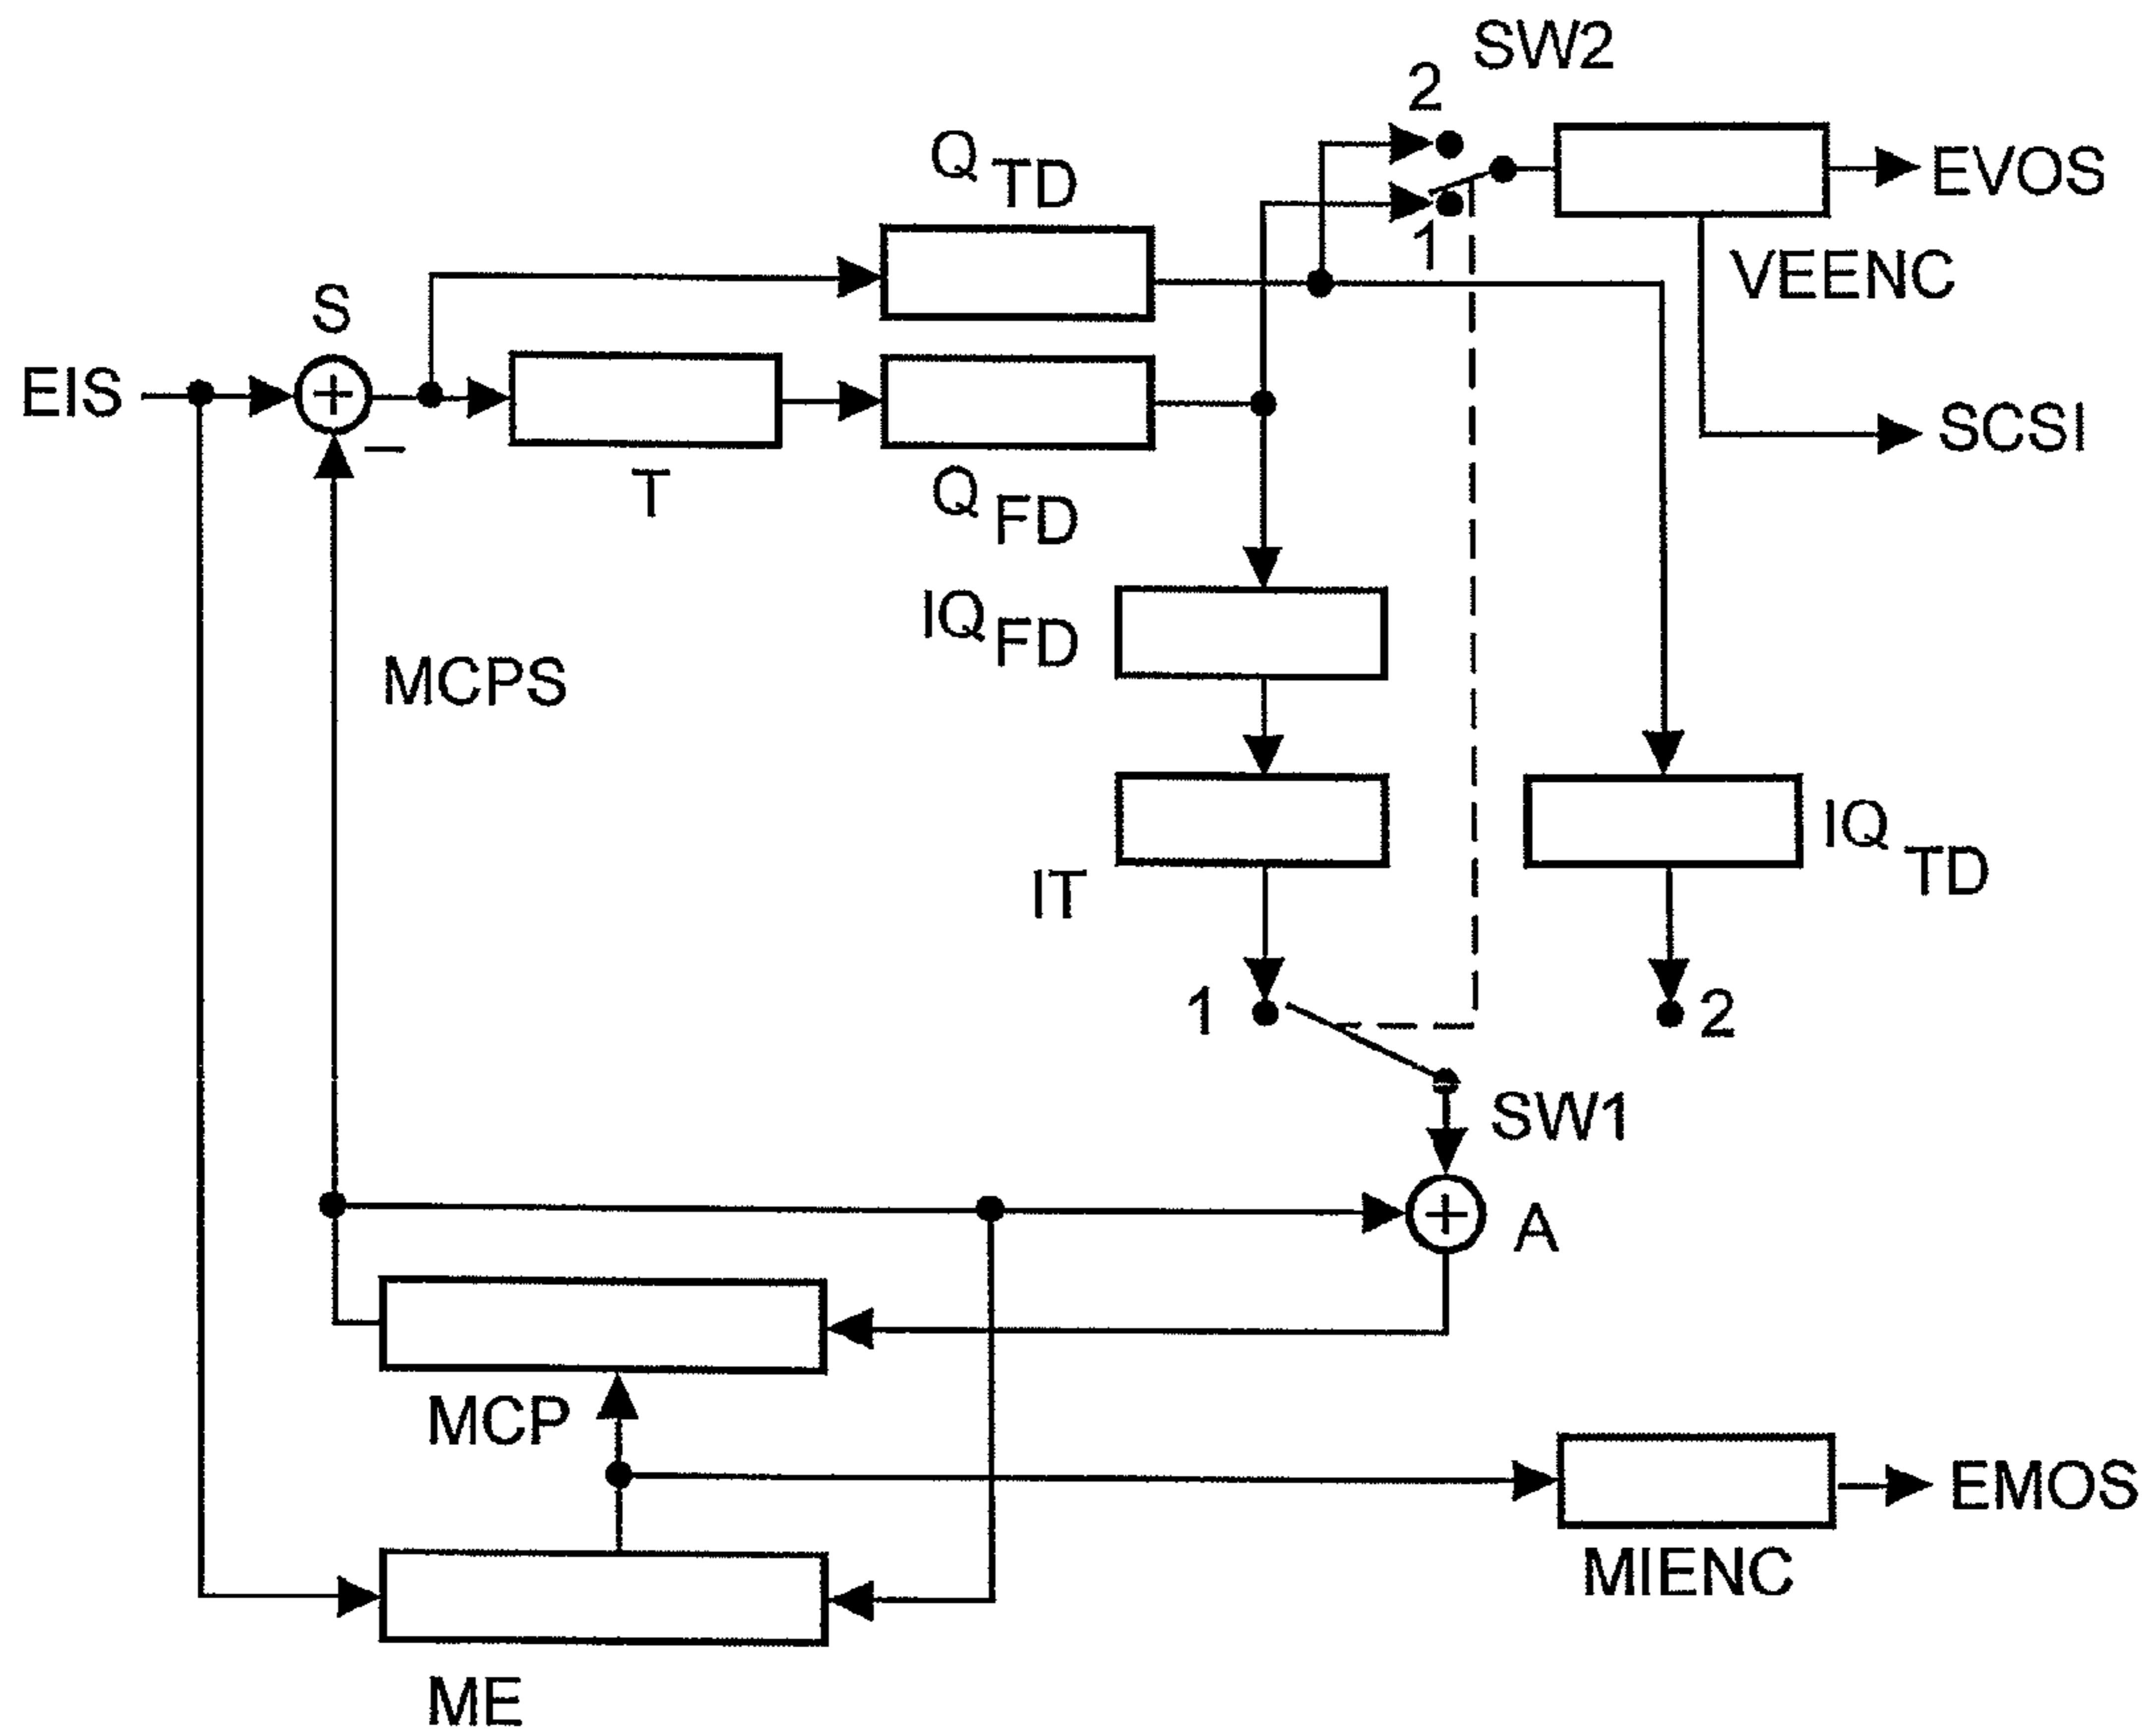 SW2
2
EVOS
Q TD
1
VEENC
S
+
EIS
SCSI
−
T
Q FD
IQ FD
MCPS
IQ TD
IT
1
2
SW1
+
A
MCP
EMOS
MIENC
ME